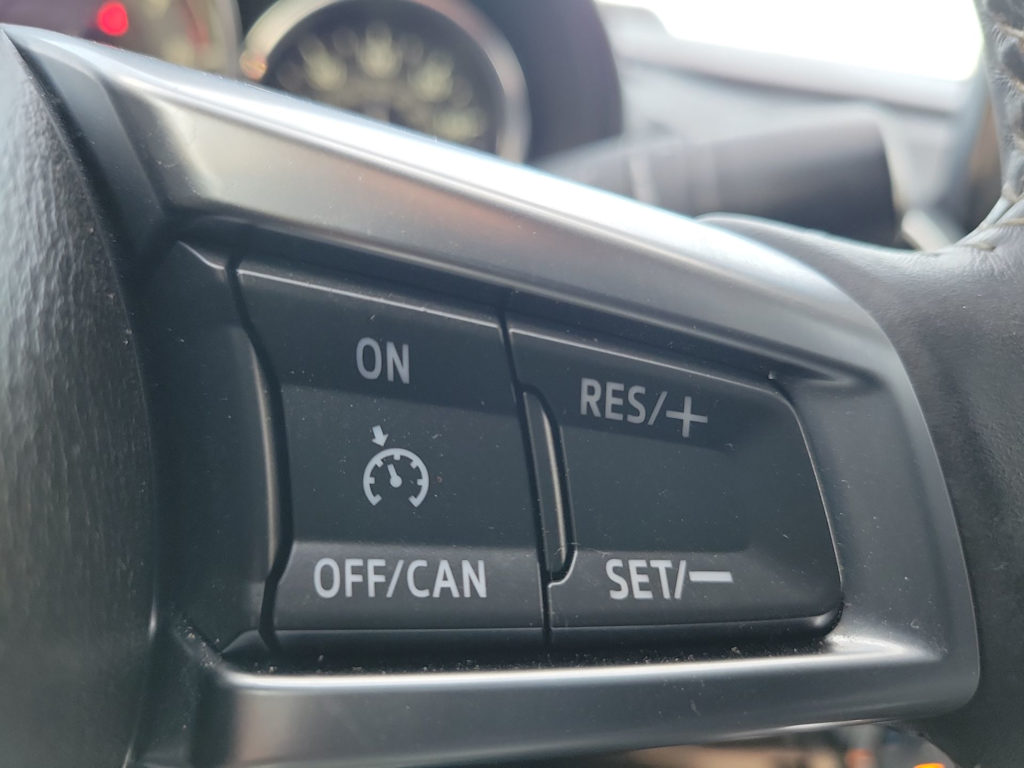 ON
OFF/CAN
RES/+
SET/−